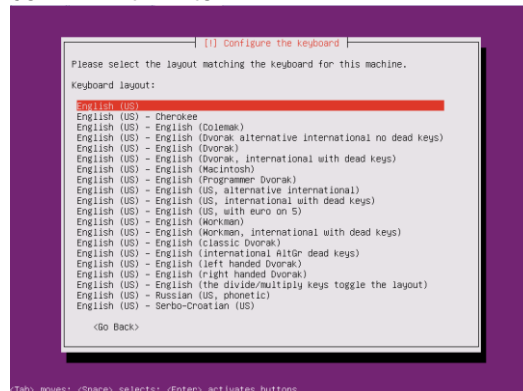 [!] Configure the keyboard
Please select the layout matching the keyboard for this machine.
Keyboard layout:
English (US)
English (US) - Cherokee
English (US) - English (Colemak)
English (US) - English (Dvorak alternative international no dead keys)
English (US) - English (Dvorak)
English (US) - English (Dvorak, international with dead keys)
English (US) - English (Macintosh)
English (US) - English (Programmer Dvorak)
English (US) - English (US, alternative international)
English (US) - English (US, international with dead keys)
English (US) - English (US, with euro on 5)
English (US) - English (Workman)
English (US) - English (Workman, international with dead keys)
English (US) - English (classic Dvorak)
English (US) - English (international AltGr dead keys)
English (US) - English (left handed Dvorak)
English (US) - English (right handed Dvorak)
English (US) - English (the divide/multiply keys toggle the layout)
English (US) - Russian (US, phonetic)
English (US) - Serbo-Croatian (US)
<Go Back>
<Tab> moves; <Space> selects; <Enter> activates buttons